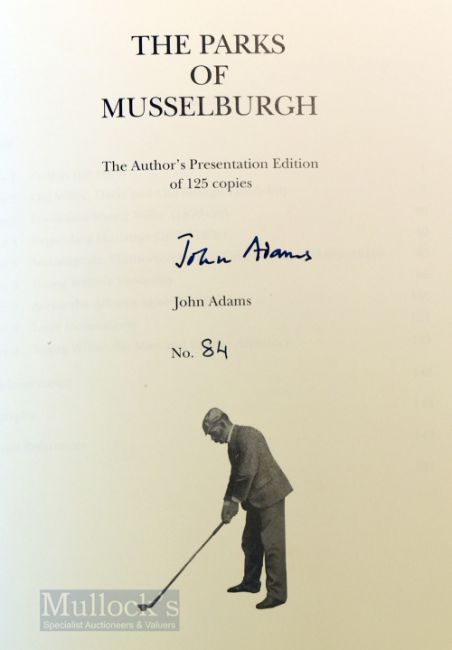 THE PARKS
OF
MUSSELBURGH
The Author's Presentation Edition
of 125 copies
John Adams
John Adams
No. 84
Mullock's
Specialist Auctioneers & Valuers